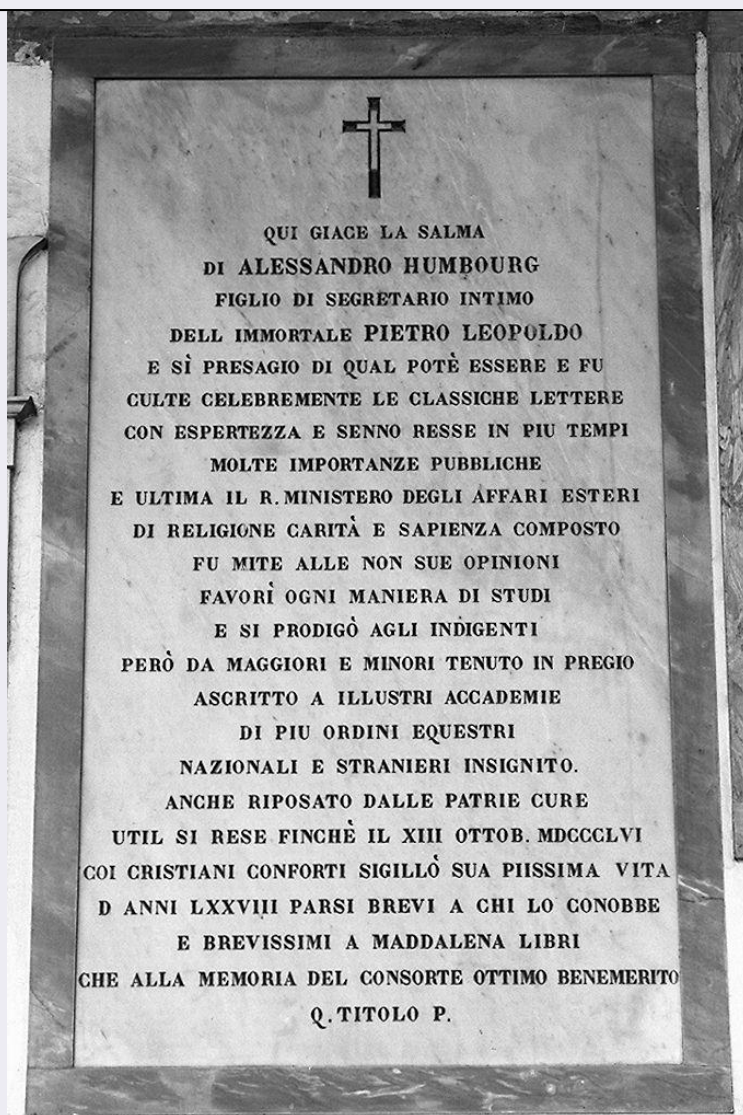 QUI GIACE LA SALMA
DI ALESSANDRO HUMBOURG
FIGLIO DI SEGRETARIO INTIMO
DELL IMMORTALE PIETRO LEOPOLDO
E SÌ PRESAGIO DI QUAL POTÈ ESSERE E FU
CULTE CELEBREMENTE LE CLASSICHE LETTERE
CON ESPERTEZZA E SENNO RESSE IN PIU TEMPI
MOLTE IMPORTANZE PUBBLICHE
E ULTIMA IL R. MINISTERO DEGLI AFFARI ESTERI
DI RELIGIONE CARITÀ E SAPIENZA COMPOSTO
FU MITE ALLE NON SUE OPINIONI
FAVORÌ OGNI MANIERA DI STUDI
E SI PRODIGÒ AGLI INDIGENTI
PERÒ DA MAGGIORI E MINORI TENUTO IN PREGIO
ASCRITTO A ILLUSTRI ACCADEMIE
DI PIU ORDINI EQUESTRI
NAZIONALI E STRANIERI INSIGNITO.
ANCHE RIPOSATO DALLE PATRIE CURE
UTIL SI RESE FINCHÈ IL XIII OTTOB. MDCCCLVI
COI CRISTIANI CONFORTI SIGILLÒ SUA PIISSIMA VITA
D ANNI LXXVIII PARSI BREVI A CHI LO CONOBBE
E BREVISSIMI A MADDALENA LIBRI
CHE ALLA MEMORIA DEL CONSORTE OTTIMO BENEMERITO
Q. TITOLO P.